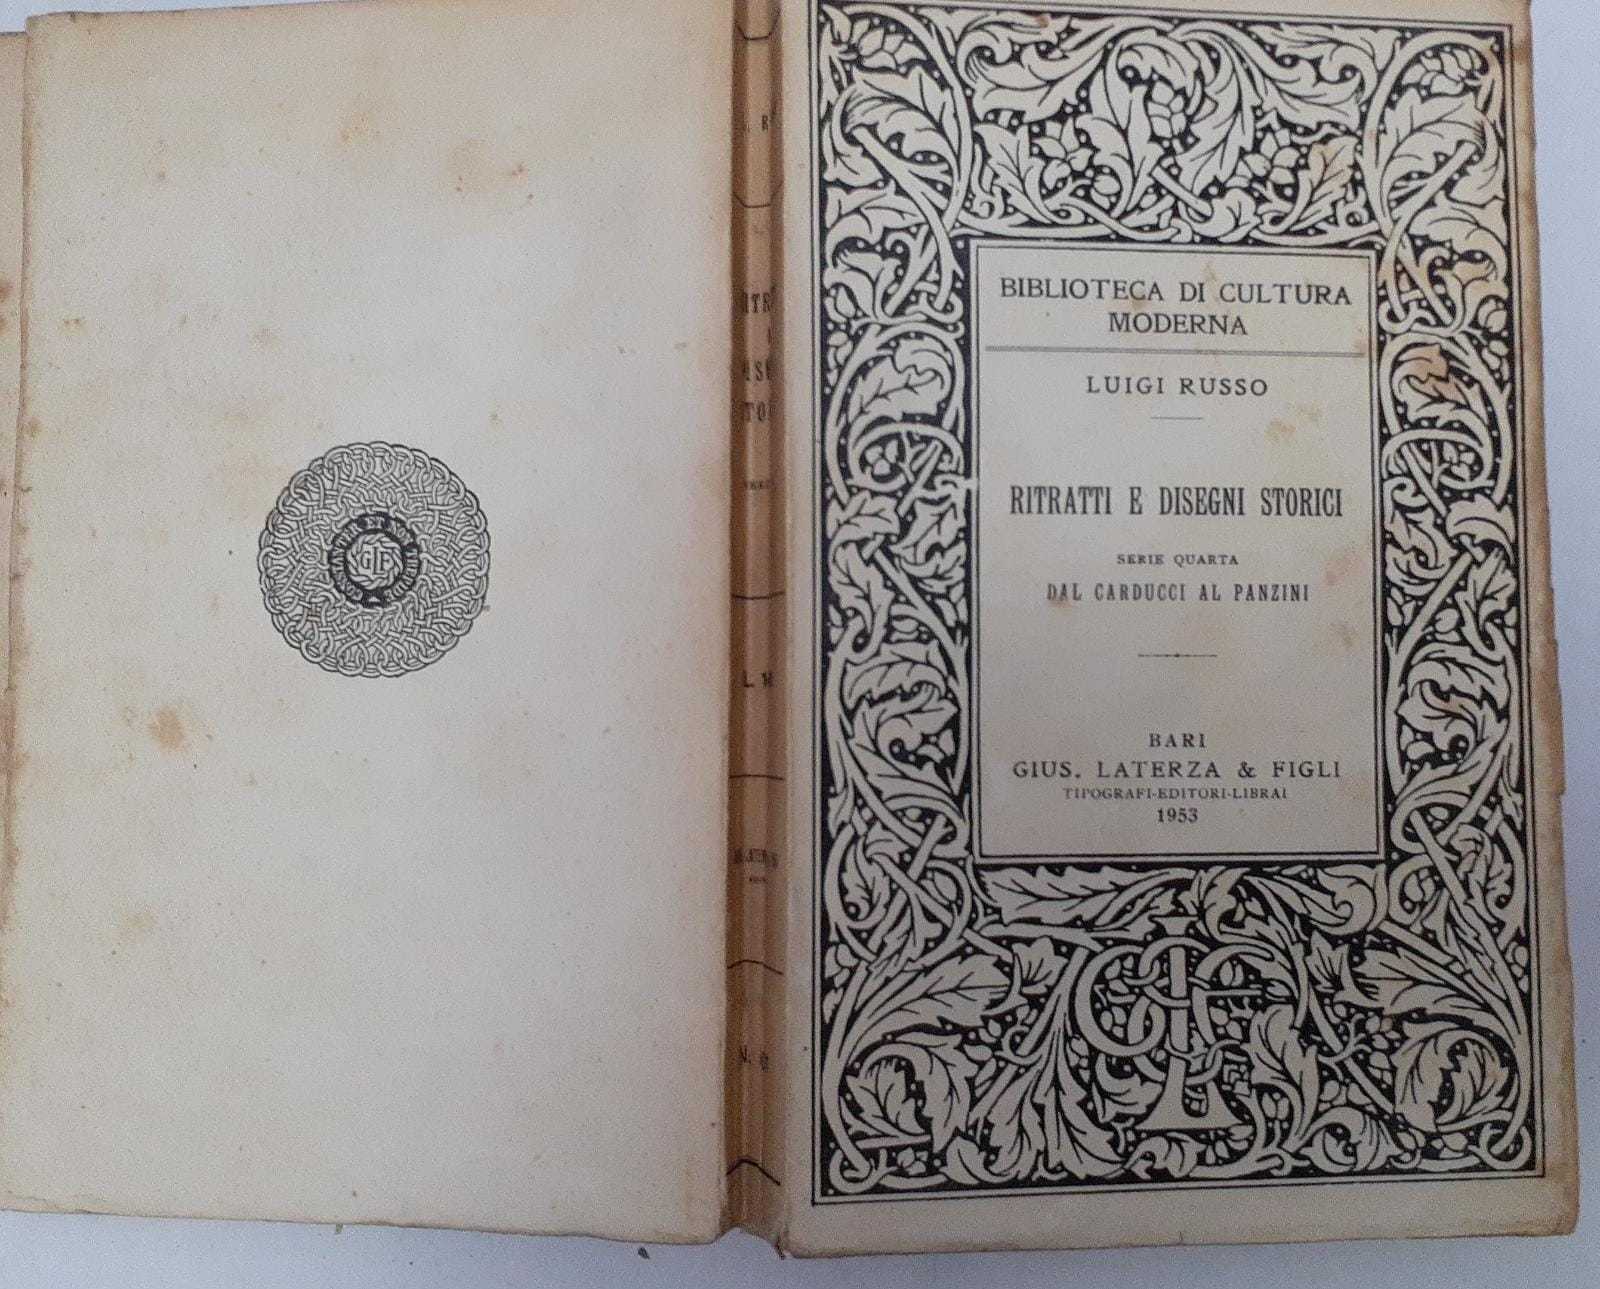 BIBLIOTECA DI CULTURA
MODERNA
LUIGI RUSSO
RITRATTI E DISEGNI STORICI
SERIE QUARTA
DAL CARDUCCI AL PANZINI
BARI
GIUS. LATERZA & FIGLI
TIPOGRAFI-EDITORI-LIBRAI
1953